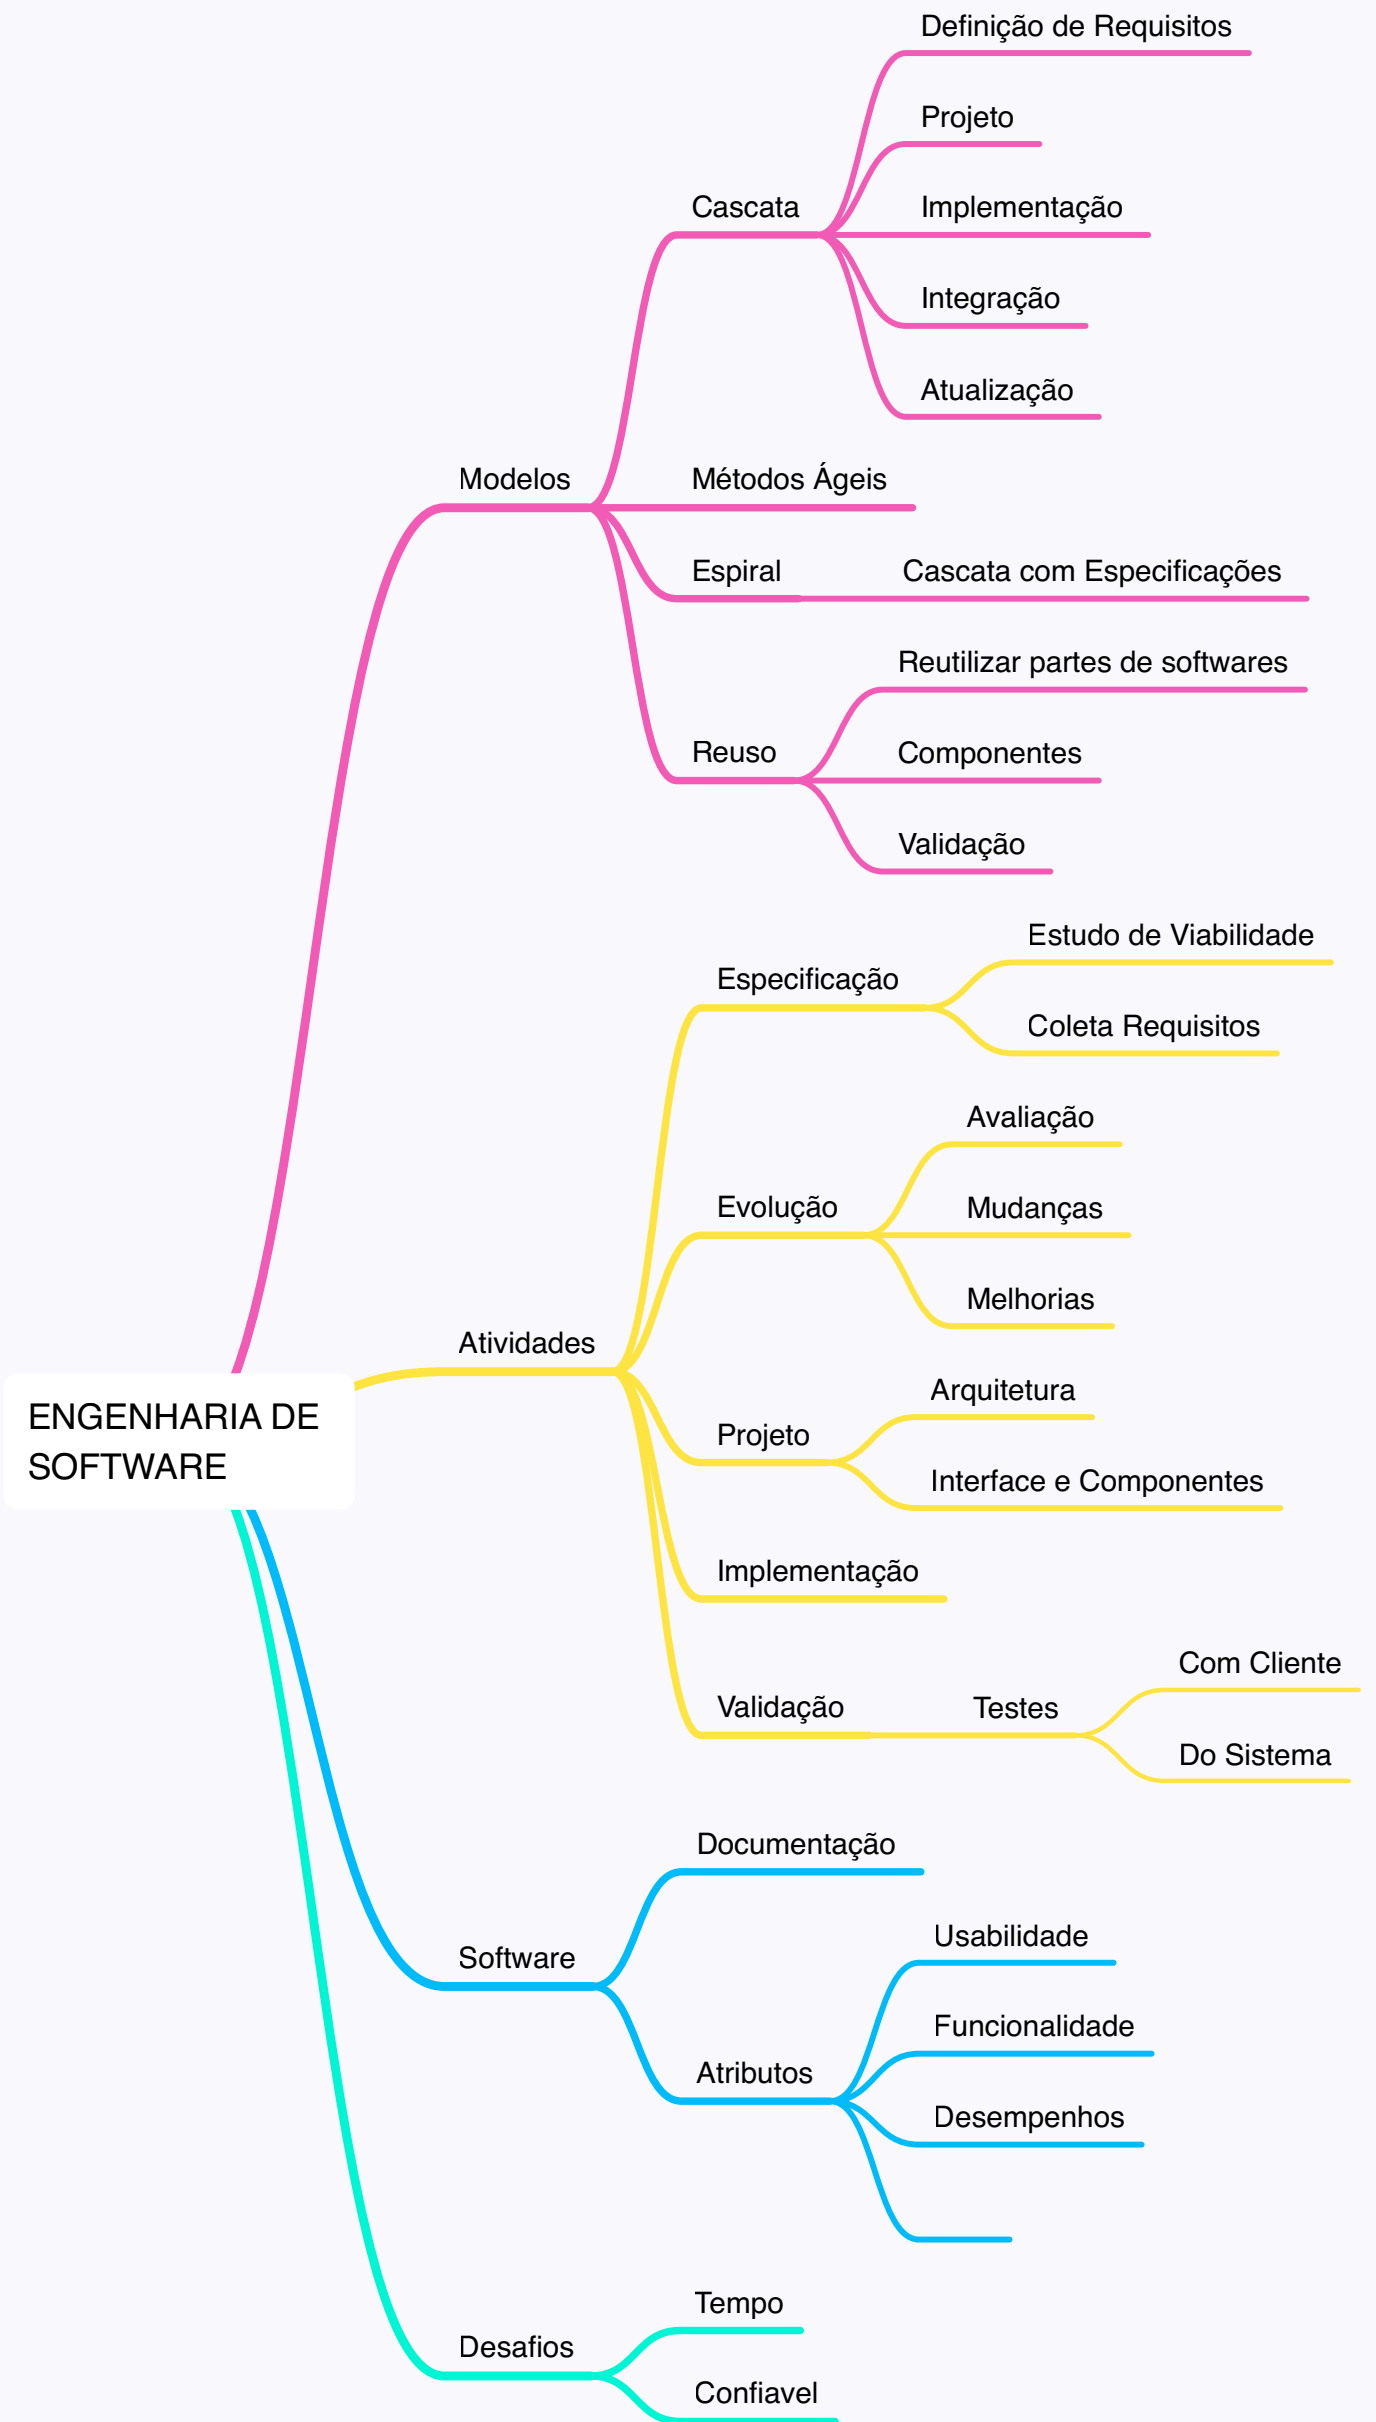 Definição de Requisitos
Projeto
Cascata
Implementação
Integração
Atualização
Modelos
Métodos Ágeis
Espiral
Cascata com Especificações
Reutilizar partes de softwares
Reuso
Componentes
Validação
Estudo de Viabilidade
Especificação
Coleta Requisitos
Avaliação
Evolução
Mudanças
Melhorias
Atividades
Arquitetura
Projeto
Interface e Componentes
ENGENHARIA DE
SOFTWARE
Implementação
Com Cliente
Validação
Testes
Do Sistema
Documentação
Usabilidade
Software
Funcionalidade
Atributos
Desempenhos
Tempo
Desafios
Confiavel